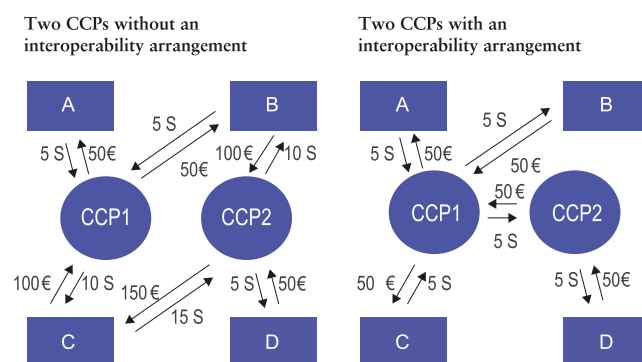 Two CCPs without an
interoperability arrangement
A
B
5 S
50€
5 S
50€
100€
10 S
CCP1
CCP2
100€
10 S
150€
15 S
5 S
50€
C
D
Two CCPs with an
interoperability arrangement
A
B
5 S
50€
5 S
50€
CCP1
50€
5 S
CCP2
50 €
5 S
5 S
50€
C
D